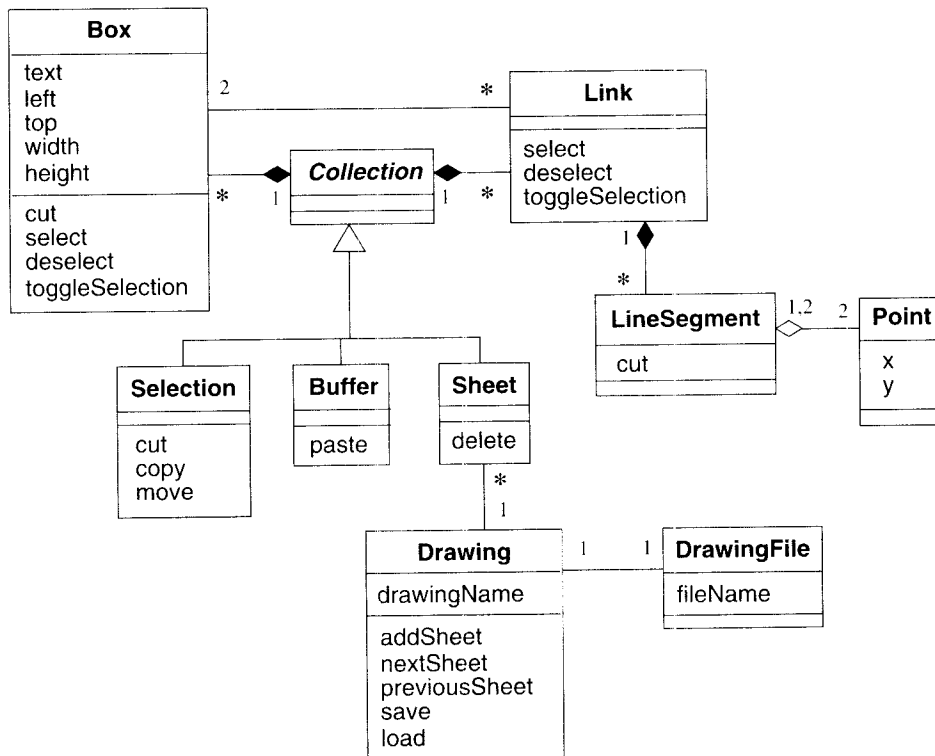 Box
text
left
top
width
height
cut
select
deselect
toggleSelection
2
*
Link
select
deselect
toggleSelection
*
1
Collection
1
*
1
*
LineSegment
cut
1,2
2
Point
x
y
Selection
cut
copy
move
Buffer
paste
Sheet
delete
*
1
Drawing
drawingName
addSheet
nextSheet
previousSheet
save
load
1
1
DrawingFile
fileName